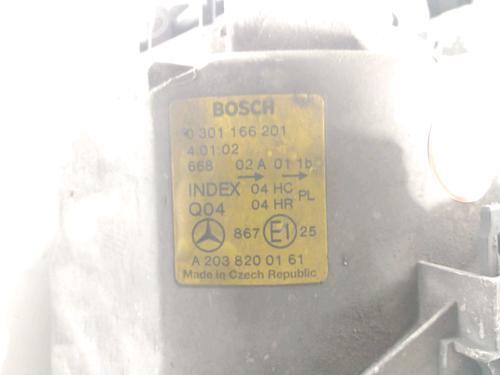 BOSCH
0 301 166 201
4.01.02
668 02 A 01 1b
INDEX 04 HC PL
Q04 04 HR
867 E1 25
A 203 820 01 61
Made in Czech Republic